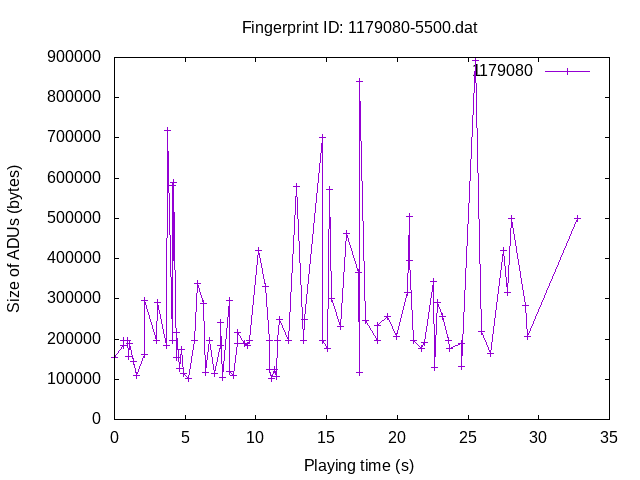 Fingerprint ID: 1179080-5500.dat
1179080
Size of ADUs (bytes)
900000
800000
700000
600000
500000
400000
300000
200000
100000
0
0 5 10 15 20 25 30 35
Playing time (s)